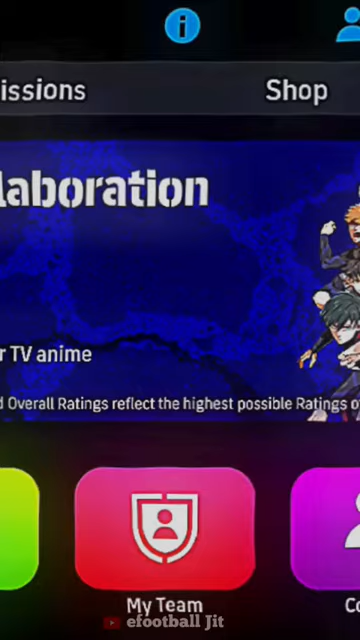 issions
Shop
laboration
r TV anime
d Overall Ratings reflect the highest possible Ratings o
My Team
Co
efootball Jit